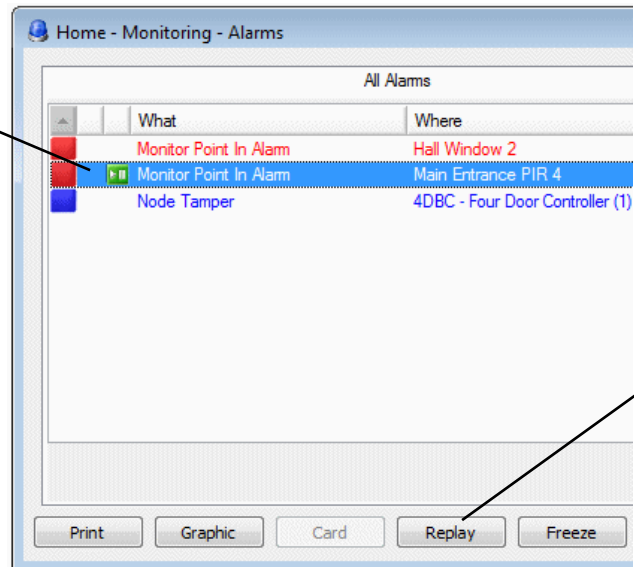 Home - Monitoring - Alarms
All Alarms
What Where
Monitor Point In Alarm Hall Window 2
Monitor Point In Alarm Main Entrance PIR 4
Node Tamper 4DBC - Four Door Controller (1)
Print Graphic Card Replay Freeze